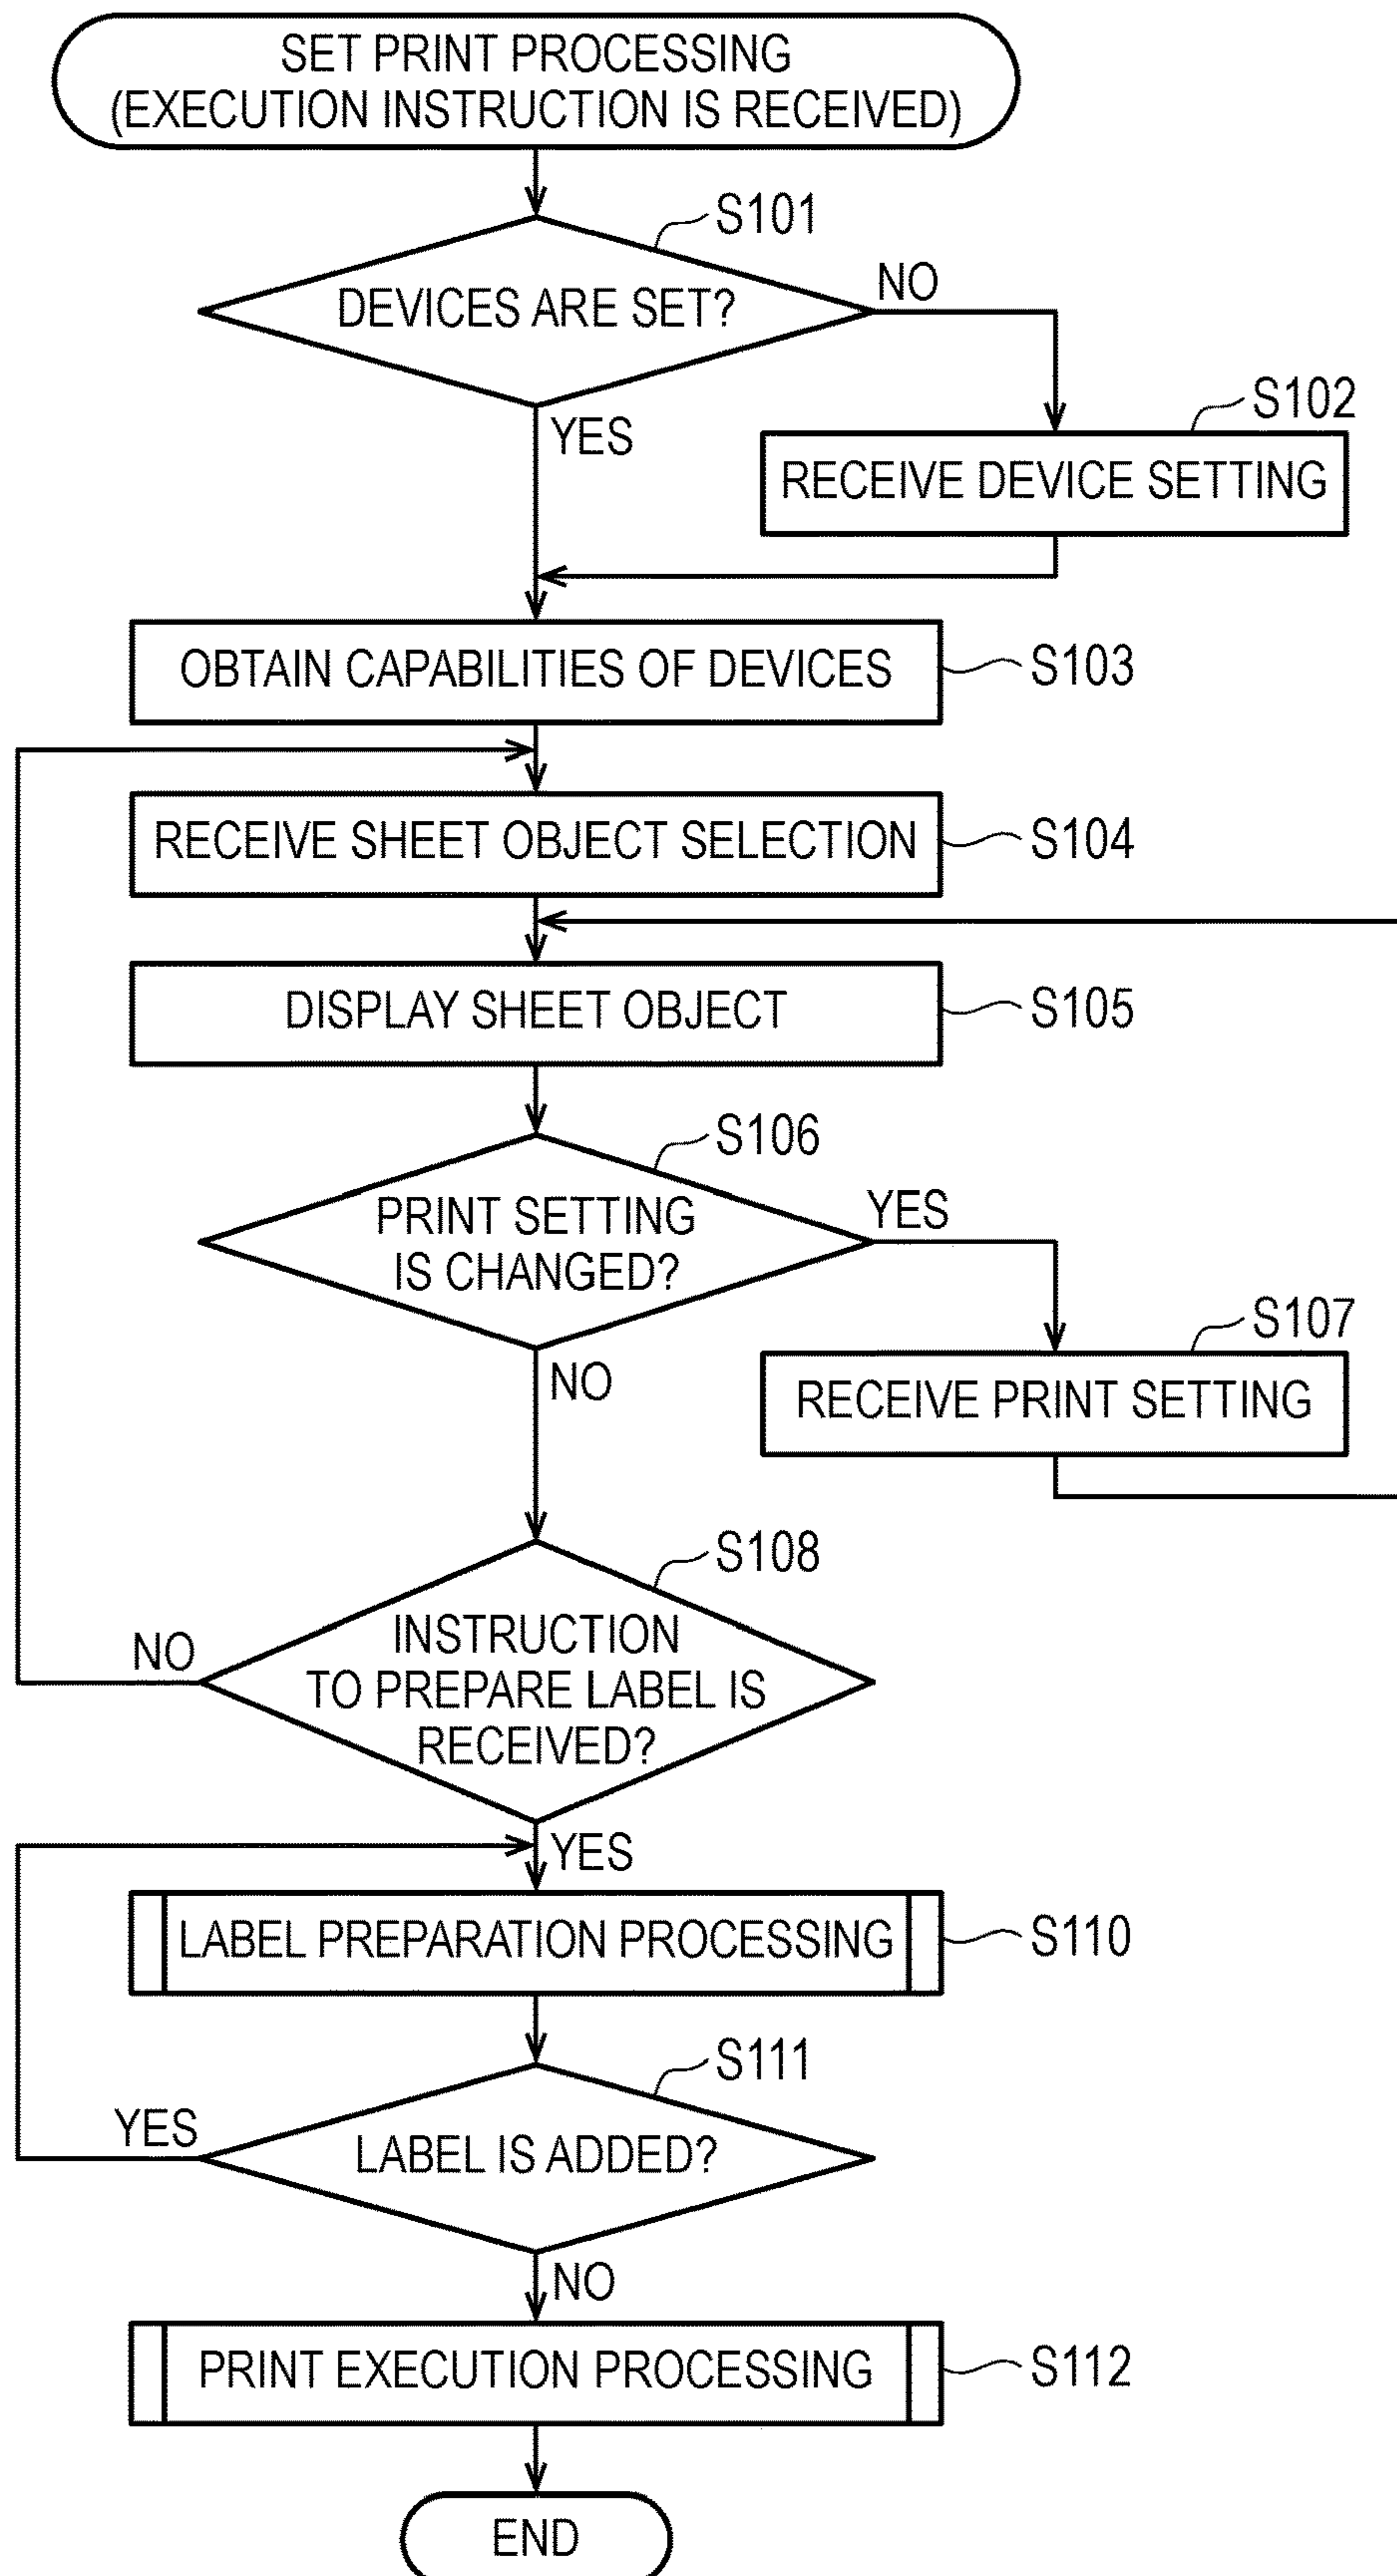 SET PRINT PROCESSING
(EXECUTION INSTRUCTION IS RECEIVED)
S101
DEVICES ARE SET?
NO
YES
S102
RECEIVE DEVICE SETTING
OBTAIN CAPABILITIES OF DEVICES
S103
RECEIVE SHEET OBJECT SELECTION
S104
DISPLAY SHEET OBJECT
S105
S106
PRINT SETTING
IS CHANGED?
YES
NO
S107
RECEIVE PRINT SETTING
S108
INSTRUCTION
TO PREPARE LABEL IS
RECEIVED?
NO
YES
LABEL PREPARATION PROCESSING
S110
S111
LABEL IS ADDED?
YES
NO
PRINT EXECUTION PROCESSING
S112
END